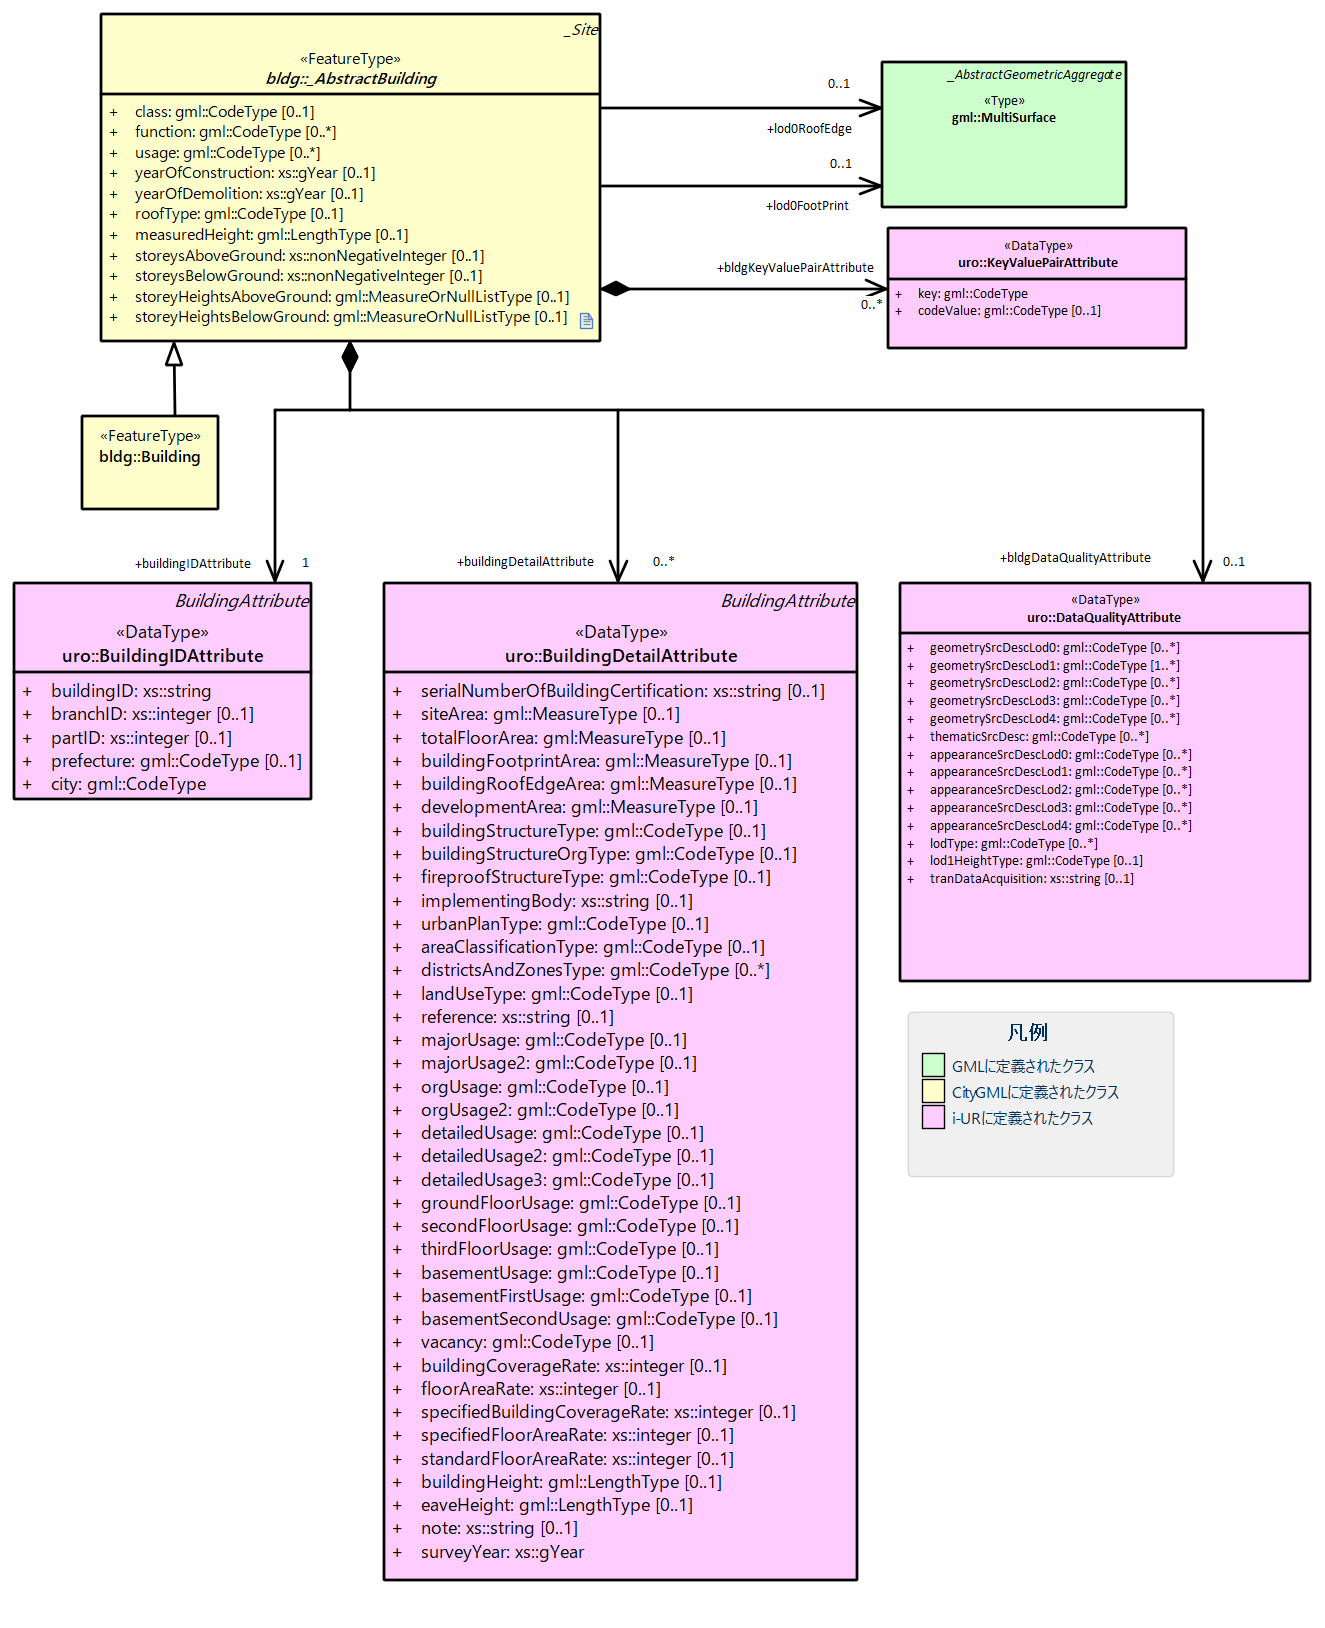 _Site
«FeatureType»
bldg::_AbstractBuilding
+ class: gml::CodeType [0..1]
+ function: gml::CodeType [0..*]
+ usage: gml::CodeType [0..*]
+ yearOfConstruction: xs::gYear [0..1]
+ yearOfDemolition: xs::gYear [0..1]
+ roofType: gml::CodeType [0..1]
+ measuredHeight: gml::LengthType [0..1]
+ storeysAboveGround: xs::nonNegativeInteger [0..1]
+ storeysBelowGround: xs::nonNegativeInteger [0..1]
+ storeyHeightsAboveGround: gml::MeasureOrNullListType [0..1]
+ storeyHeightsBelowGround: gml::MeasureOrNullListType [0..1]
0..1
+lod0RoofEdge
0..1
+lod0FootPrint
_AbstractGeometricAggregate
«Type»
gml::MultiSurface
+bldgKeyValuePairAttribute
0..*
«DataType»
uro::KeyValuePairAttribute
+ key: gml::CodeType
+ codeValue: gml::CodeType [0..1]
«FeatureType»
bldg::Building
+buildingIDAttribute 1
+buildingDetailAttribute 0..*
+bldgDataQualityAttribute 0..1
BuildingAttribute
«DataType»
uro::BuildingIDAttribute
+ buildingID: xs::string
+ branchID: xs::integer [0..1]
+ partID: xs::integer [0..1]
+ prefecture: gml::CodeType [0..1]
+ city: gml::CodeType
BuildingAttribute
«DataType»
uro::BuildingDetailAttribute
+ serialNumberOfBuildingCertification: xs::string [0..1]
+ siteArea: gml::MeasureType [0..1]
+ totalFloorArea: gml:MeasureType [0..1]
+ buildingFootprintArea: gml::MeasureType [0..1]
+ buildingRoofEdgeArea: gml::MeasureType [0..1]
+ developmentArea: gml::MeasureType [0..1]
+ buildingStructureType: gml::CodeType [0..1]
+ buildingStructureOrgType: gml::CodeType [0..1]
+ fireproofStructureType: gml::CodeType [0..1]
+ implementingBody: xs::string [0..1]
+ urbanPlanType: gml::CodeType [0..1]
+ areaClassificationType: gml::CodeType [0..1]
+ districtsAndZonesType: gml::CodeType [0..*]
+ landUseType: gml::CodeType [0..1]
+ reference: xs::string [0..1]
+ majorUsage: gml::CodeType [0..1]
+ majorUsage2: gml::CodeType [0..1]
+ orgUsage: gml::CodeType [0..1]
+ orgUsage2: gml::CodeType [0..1]
+ detailedUsage: gml::CodeType [0..1]
+ detailedUsage2: gml::CodeType [0..1]
+ detailedUsage3: gml::CodeType [0..1]
+ groundFloorUsage: gml::CodeType [0..1]
+ secondFloorUsage: gml::CodeType [0..1]
+ thirdFloorUsage: gml::CodeType [0..1]
+ basementUsage: gml::CodeType [0..1]
+ basementFirstUsage: gml::CodeType [0..1]
+ basementSecondUsage: gml::CodeType [0..1]
+ vacancy: gml::CodeType [0..1]
+ buildingCoverageRate: xs::integer [0..1]
+ floorAreaRate: xs::integer [0..1]
+ specifiedBuildingCoverageRate: xs::integer [0..1]
+ specifiedFloorAreaRate: xs::integer [0..1]
+ standardFloorAreaRate: xs::integer [0..1]
+ buildingHeight: gml::LengthType [0..1]
+ eaveHeight: gml::LengthType [0..1]
+ note: xs::string [0..1]
+ surveyYear: xs::gYear
«DataType»
uro::DataQualityAttribute
+ geometrySrcDescLod0: gml::CodeType [0..*]
+ geometrySrcDescLod1: gml::CodeType [1..*]
+ geometrySrcDescLod2: gml::CodeType [0..*]
+ geometrySrcDescLod3: gml::CodeType [0..*]
+ geometrySrcDescLod4: gml::CodeType [0..*]
+ thematicSrcDesc: gml::CodeType [0..*]
+ appearanceSrcDescLod0: gml::CodeType [0..*]
+ appearanceSrcDescLod1: gml::CodeType [0..*]
+ appearanceSrcDescLod2: gml::CodeType [0..*]
+ appearanceSrcDescLod3: gml::CodeType [0..*]
+ appearanceSrcDescLod4: gml::CodeType [0..*]
+ lodType: gml::CodeType [0..*]
+ lod1HeightType: gml::CodeType [0..1]
+ tranDataAcquisition: xs::string [0..1]
凡例
GMLに定義されたクラス
CityGMLに定義されたクラス
i-URに定義されたクラス